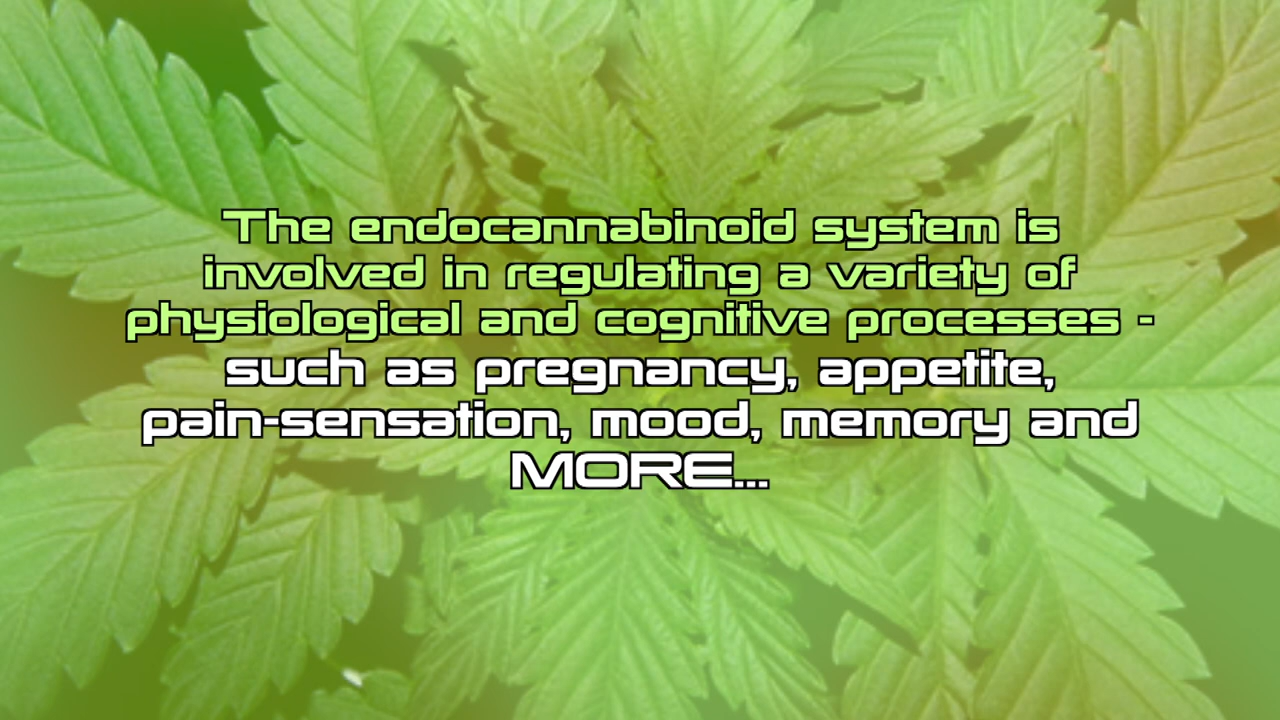 The endocannabinoid system is
involved in regulating a variety of
physiological and cognitive processes -
such as pregnancy, appetite,
pain-sensation, mood, memory and
MORE...